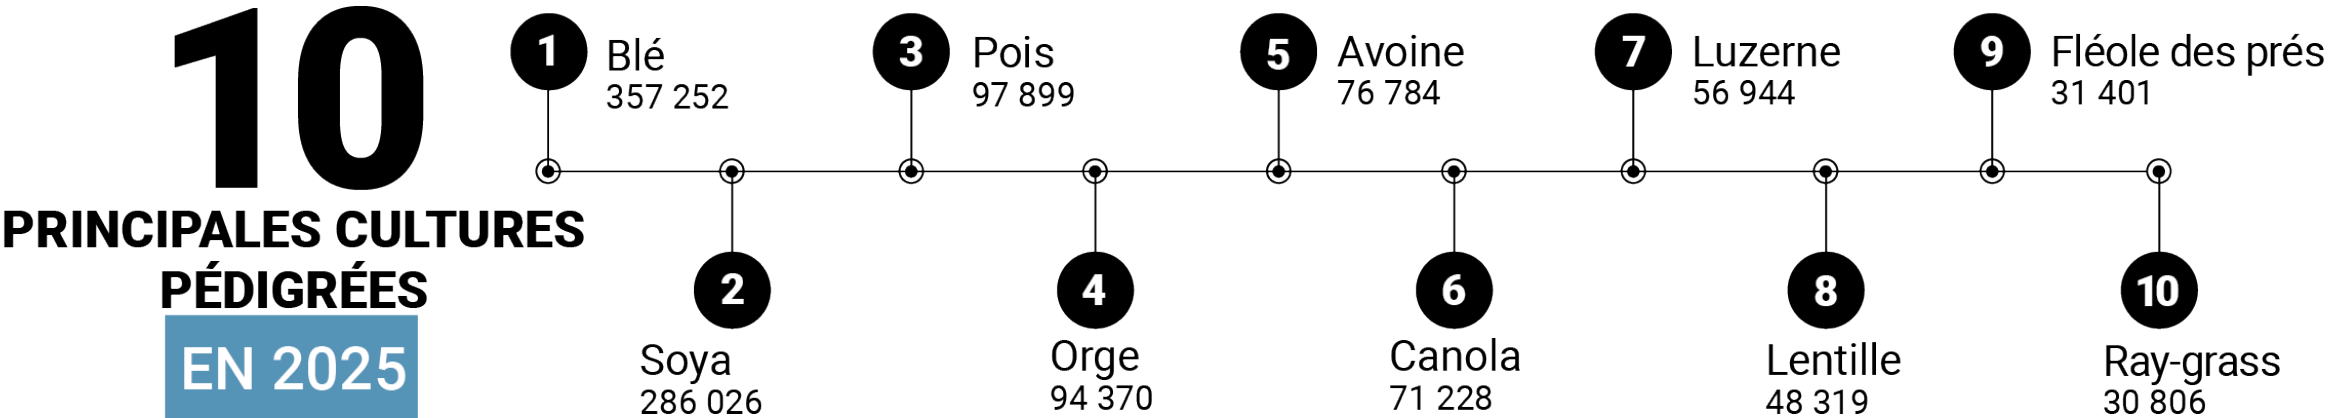 10
PRINCIPALES CULTURES
PÉDIGRÉES
EN 2025
1
Blé
357 252
2
Soya
286 026
3
Pois
97 899
4
Orge
94 370
5
Avoine
76 784
6
Canola
71 228
7
Luzerne
56 944
8
Lentille
48 319
9
Fléole des prés
31 401
10
Ray-grass
30 806